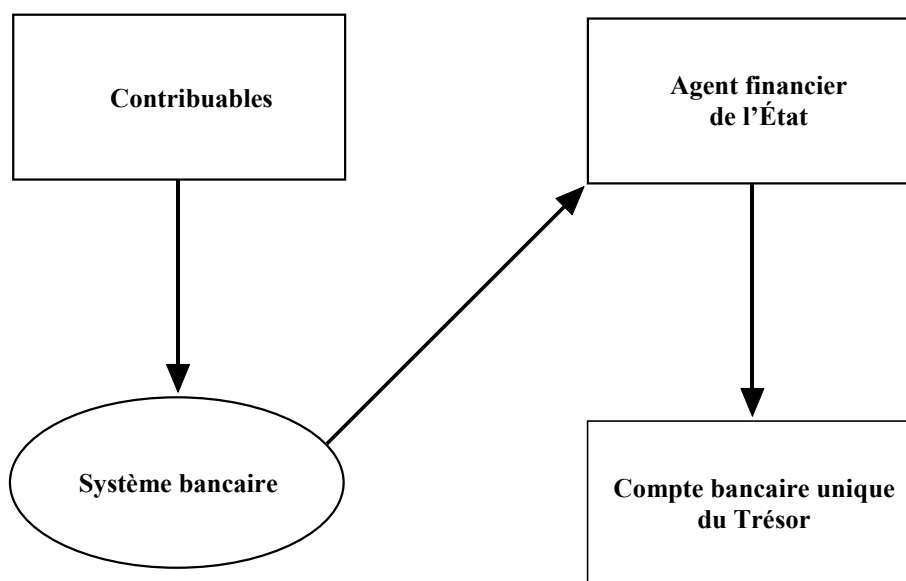 Contribuables
Agent financier
de l’État
Système bancaire
Compte bancaire unique
du Trésor